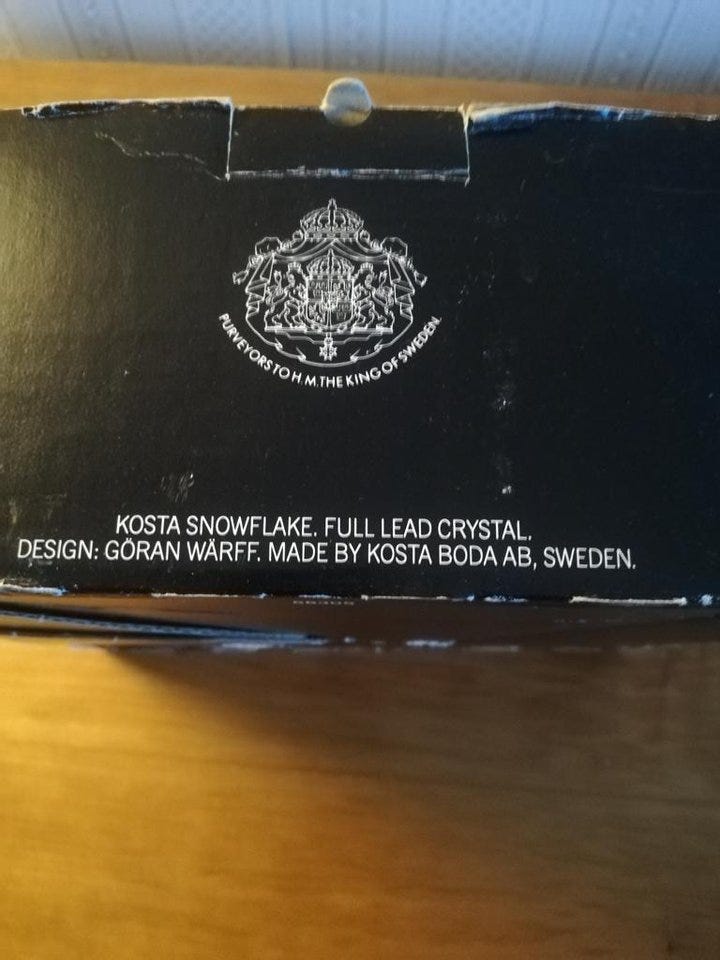 PURVEYORS TO H.M. THE KING OF SWEDEN.
KOSTA SNOWFLAKE. FULL LEAD CRYSTAL.
DESIGN: GÖRAN WÄRFF. MADE BY KOSTA BODA AB, SWEDEN.